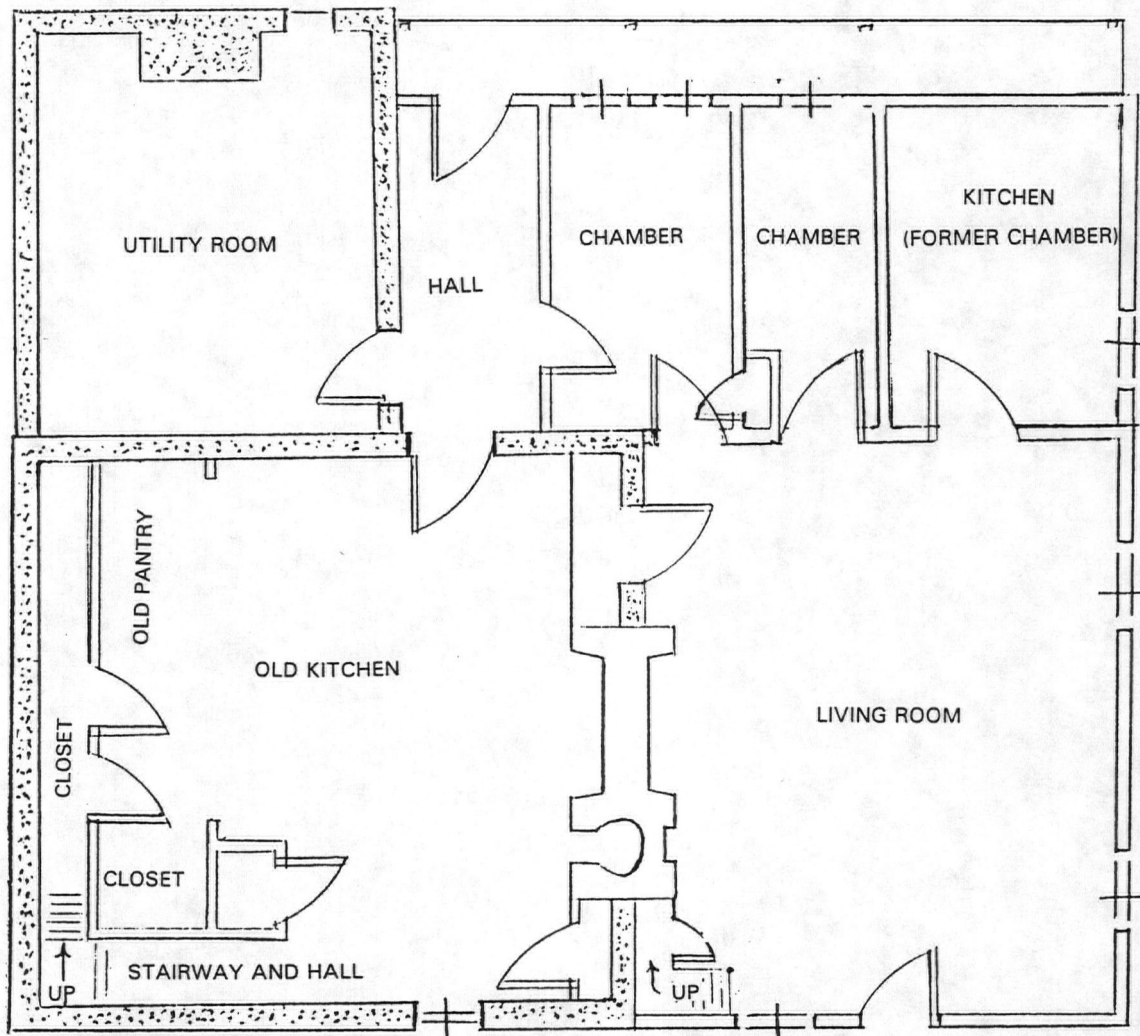 UTILITY ROOM
HALL
CHAMBER
CHAMBER
KITCHEN
(FORMER CHAMBER)
OLD PANTRY
OLD KITCHEN
CLOSET
LIVING ROOM
CLOSET
STAIRWAY AND HALL
UP
UP